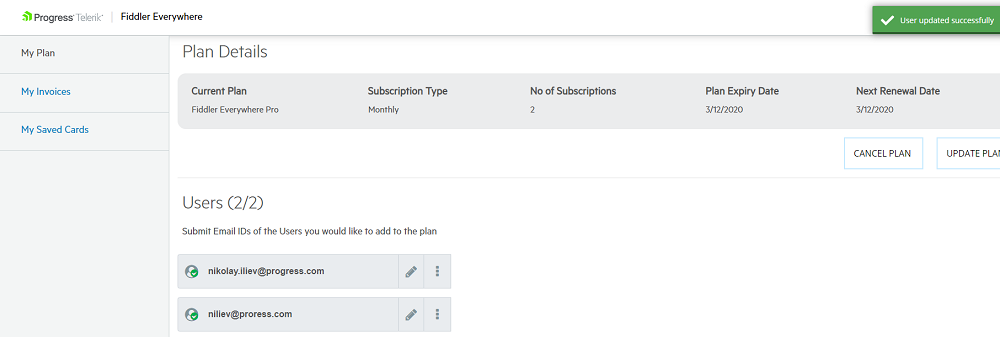 Progress Telerik Fiddler Everywhere
User updated successfully
My Plan
My Invoices
My Saved Cards
Plan Details
Current Plan Subscription Type No of Subscriptions Plan Expiry Date Next Renewal Date
Fiddler Everywhere Pro Monthly 2 3/12/2020 3/12/2020
CANCEL PLAN UPDATE PLAN
Users (2/2)
Submit Email IDs of the Users you would like to add to the plan
nikolay.iliev@progress.com
niliev@proress.com